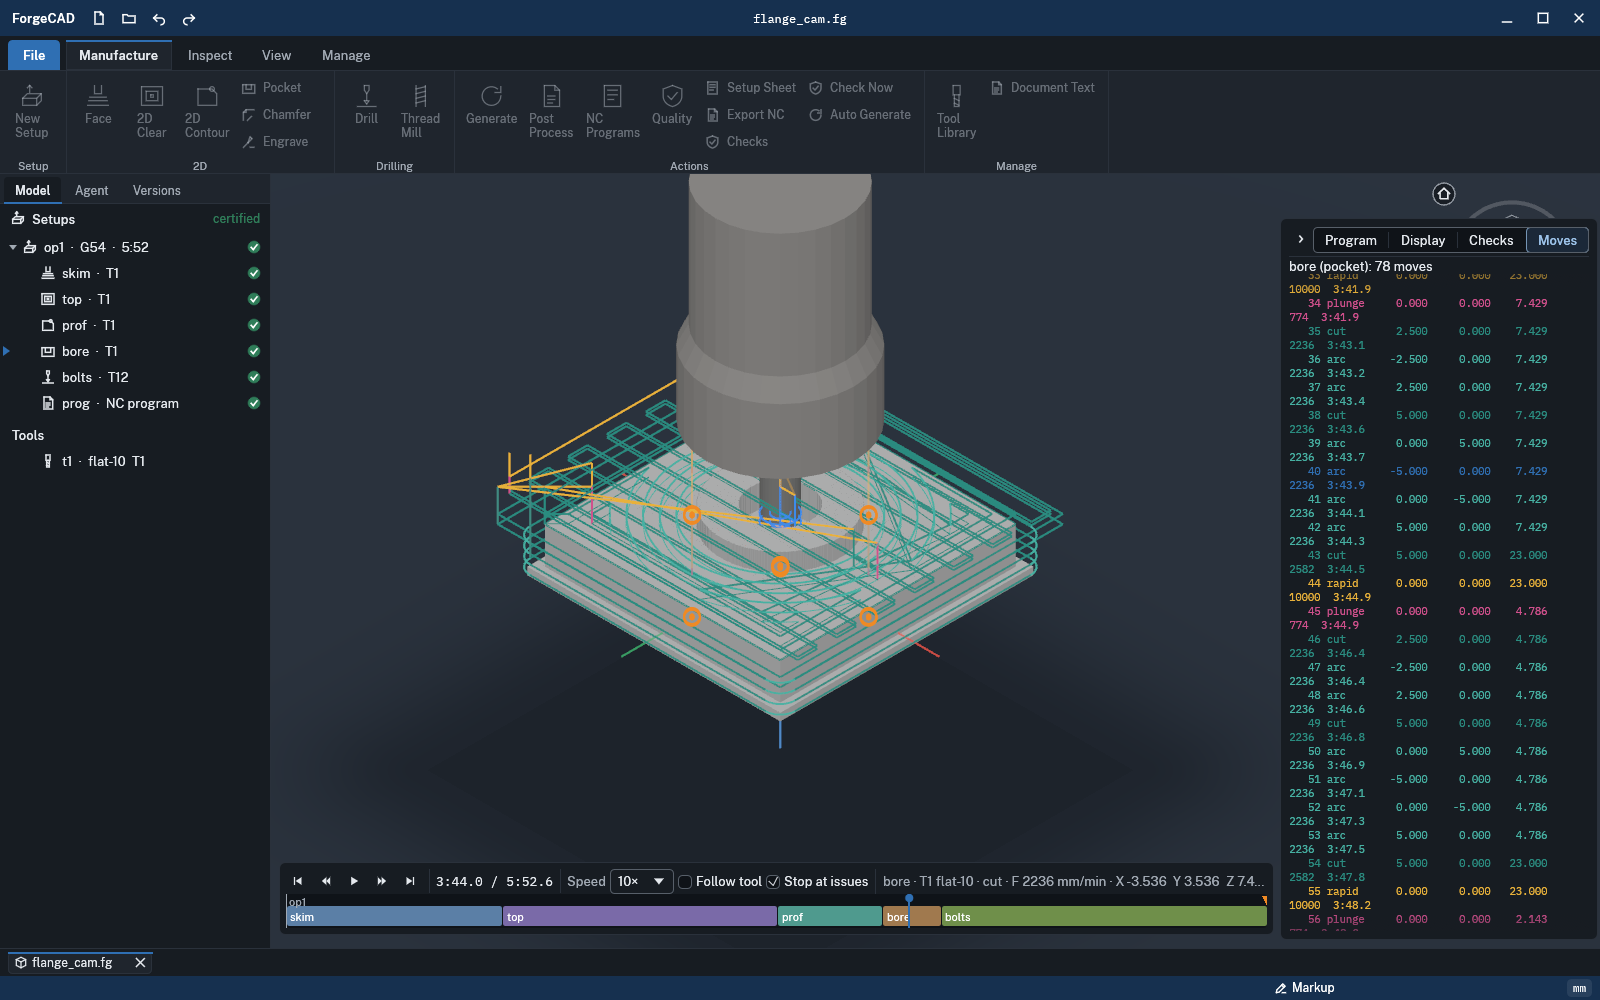 ForgeCAD
flange_cam.fg
File
Manufacture
Inspect
View
Manage
New Setup
Face
2D Clear
2D Contour
Pocket
Chamfer
Engrave
Drill
Thread Mill
Generate
Post Process
NC Programs
Quality
Setup Sheet
Export NC
Checks
Check Now
Auto Generate
Tool Library
Document Text
Setup
2D
Drilling
Actions
Manage
Model
Agent
Versions
Setups
certified
op1 · G54 · 5:52
skim · T1
top · T1
prof · T1
bore · T1
bolts · T12
prog · NC program
Tools
t1 · flat-10 T1
Program
Display
Checks
Moves
bore (pocket): 78 moves
33 rapid 0.000 0.000 23.000
10000 3:41.9
34 plunge 0.000 0.000 7.429
774 3:41.9
35 cut 2.500 0.000 7.429
2236 3:43.1
36 arc -2.500 0.000 7.429
2236 3:43.2
37 arc 2.500 0.000 7.429
2236 3:43.4
38 cut 5.000 0.000 7.429
2236 3:43.6
39 arc 0.000 5.000 7.429
2236 3:43.7
40 arc -5.000 0.000 7.429
2236 3:43.9
41 arc 0.000 -5.000 7.429
2236 3:44.1
42 arc 5.000 0.000 7.429
2236 3:44.3
43 cut 5.000 0.000 23.000
2582 3:44.5
44 rapid 0.000 0.000 23.000
10000 3:44.9
45 plunge 0.000 0.000 4.786
774 3:44.9
46 cut 2.500 0.000 4.786
2236 3:46.4
47 arc -2.500 0.000 4.786
2236 3:46.4
48 arc 2.500 0.000 4.786
2236 3:46.6
49 cut 5.000 0.000 4.786
2236 3:46.8
50 arc 0.000 5.000 4.786
2236 3:46.9
51 arc -5.000 0.000 4.786
2236 3:47.1
52 arc 0.000 -5.000 4.786
2236 3:47.3
53 arc 5.000 0.000 4.786
2236 3:47.5
54 cut 5.000 0.000 23.000
2582 3:47.8
55 rapid 0.000 0.000 23.000
10000 3:48.2
56 plunge 0.000 0.000 2.143
3:44.0 / 5:52.6
Speed
10×
Follow tool
Stop at issues
bore · T1 flat-10 · cut · F 2236 mm/min · X -3.536 Y 3.536 Z 7.4...
op1
skim
top
prof
bore
bolts
flange_cam.fg
Markup
mm